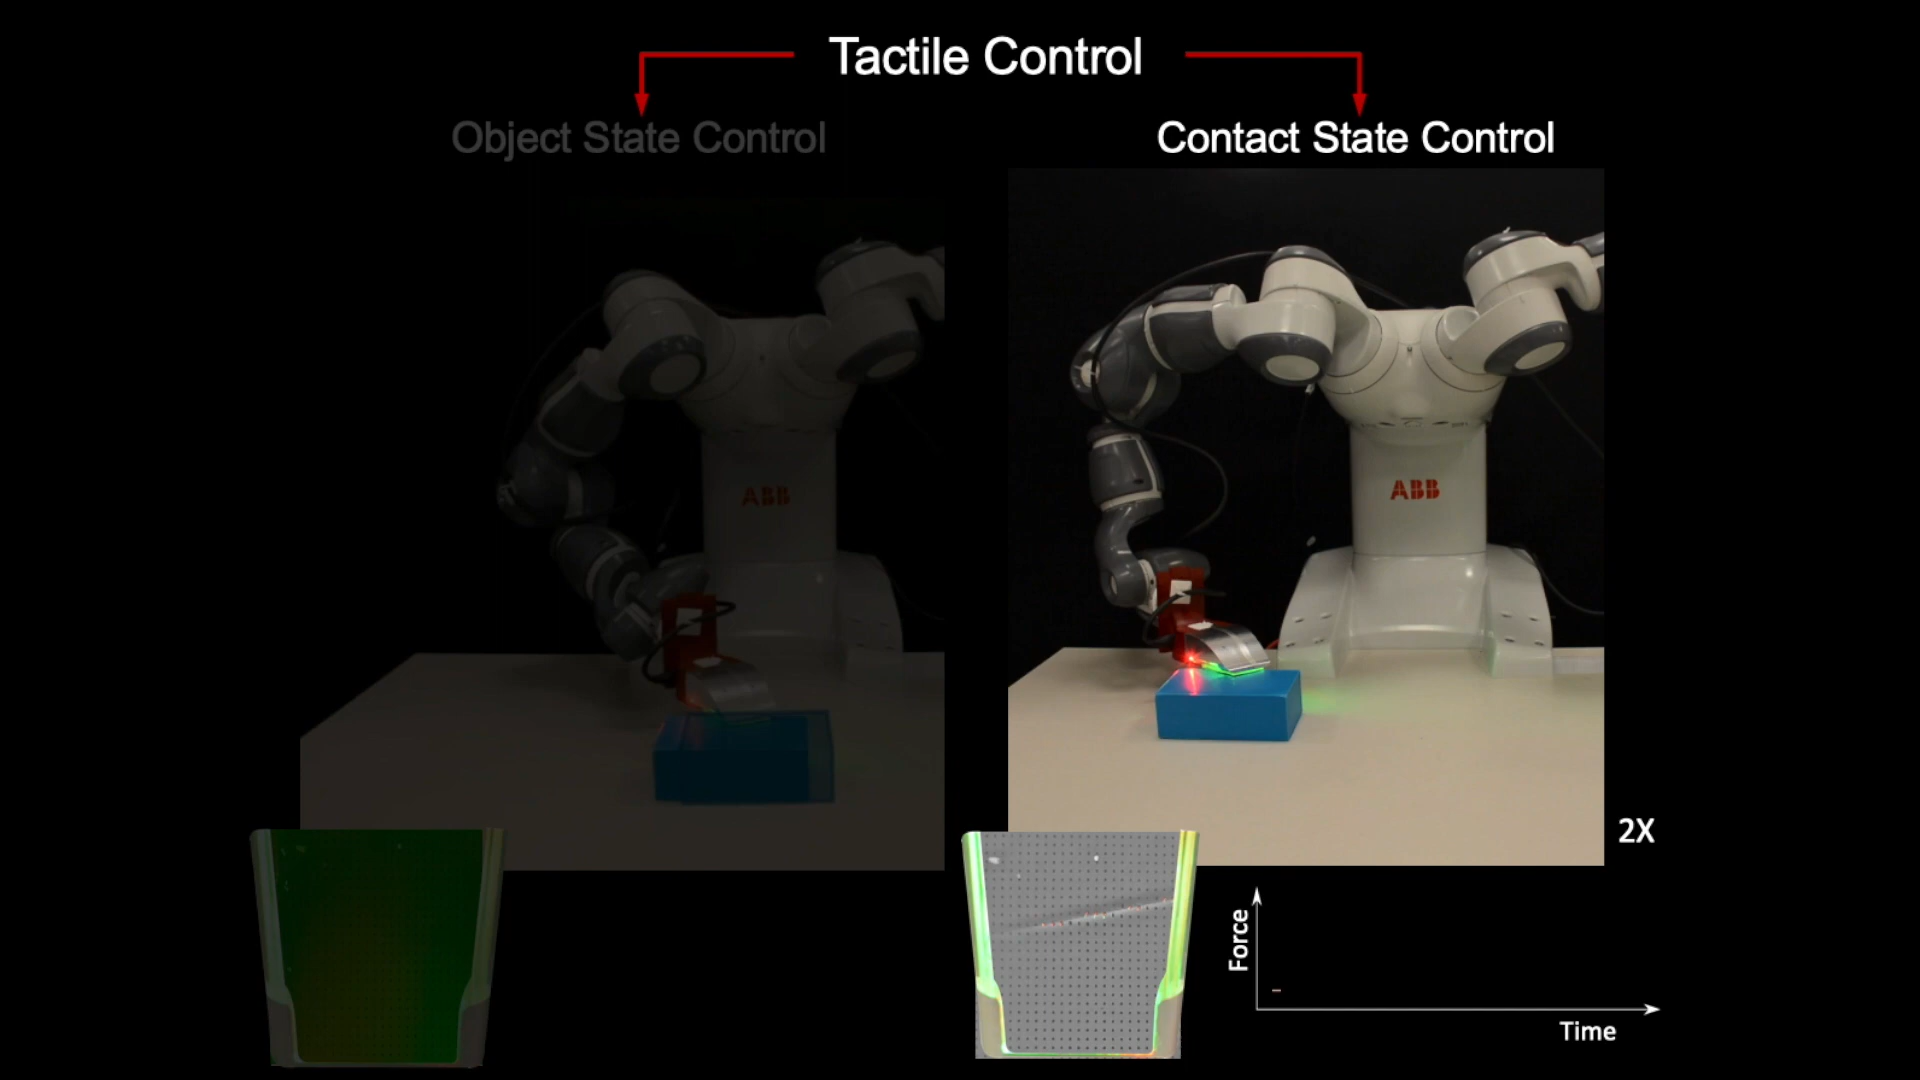 Tactile Control
Object State Control
Contact State Control
ABB
ABB
2X
Force
Time